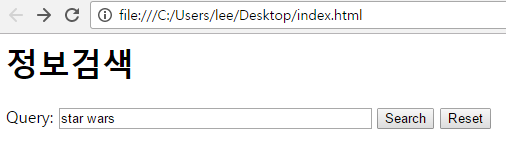 file:///C:/Users/lee/Desktop/index.html
정보검색
Query: star wars Search Reset